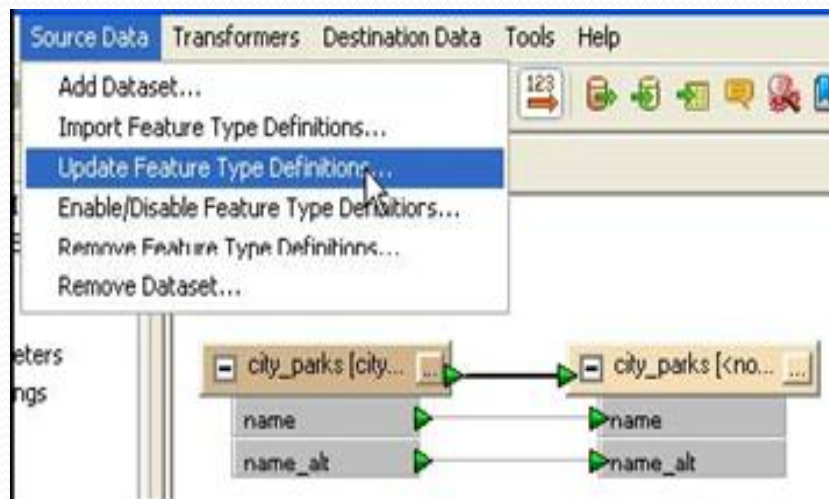 Source Data Transformers Destination Data Tools Help
Add Dataset...
Import Feature Type Definitions...
Update Feature Type Definitions...
Enable/Disable Feature Type Definitions...
Remove Feature Type Definitions...
Remove Dataset...
123
eters
ngs
city_parks [city... ...
city_parks [<no... ...
name name
name_alt name_alt